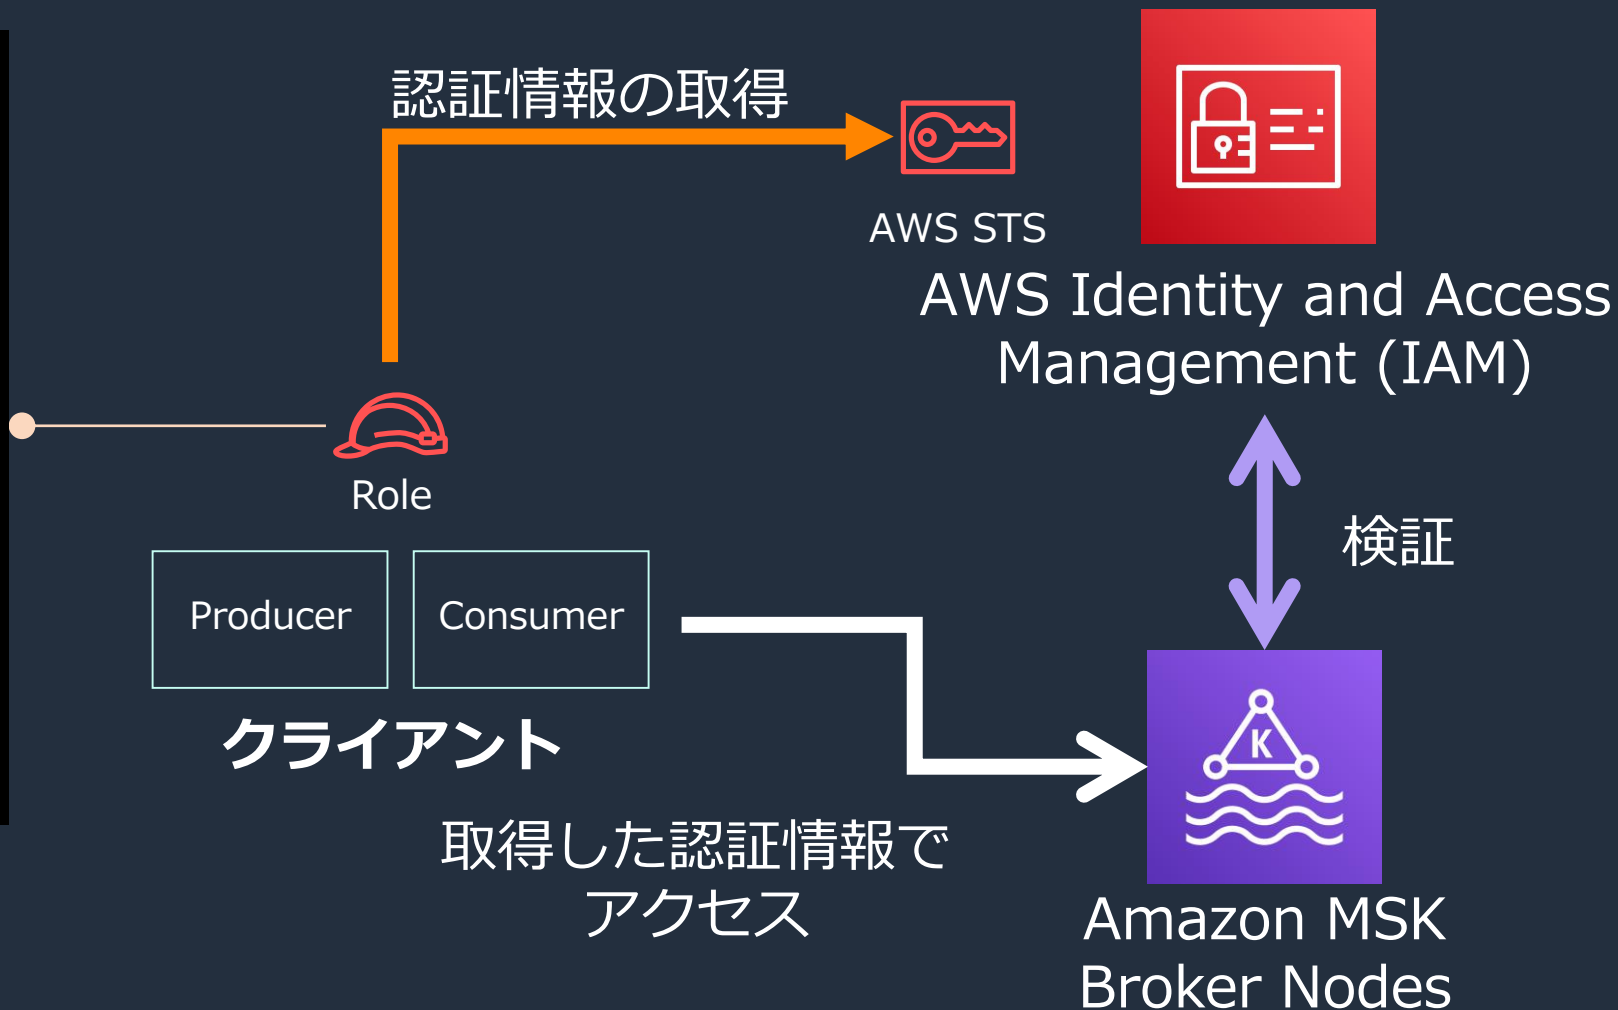 認証情報の取得
AWS STS
AWS Identity and Access
Management (IAM)
Role
検証
Producer
Consumer
クライアント
K
取得した認証情報で
アクセス
Amazon MSK
Broker Nodes